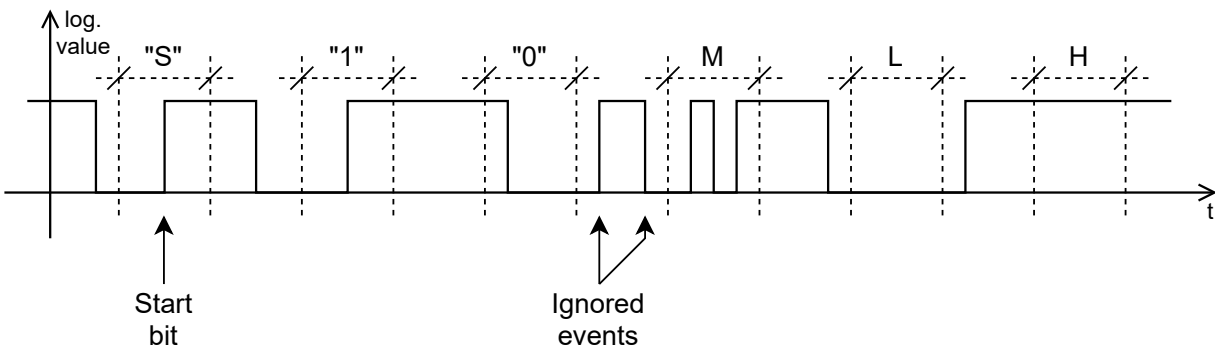 log.
value
"S"
"1"
"0"
M
L
H
t
Start
bit
Ignored
events